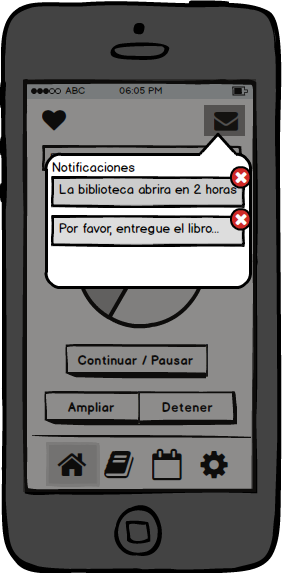 ABC 06:05 PM
Notificaciones
La biblioteca abrira en 2 horas
Por favor, entregue el libro...
Continuar / Pausar
Ampliar Detener